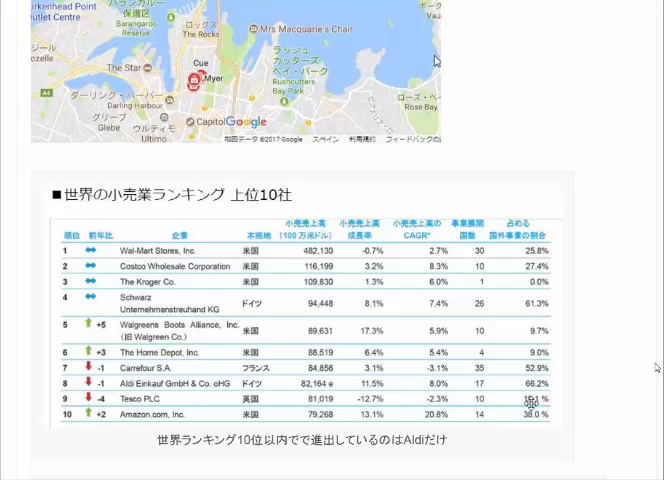 irkenhead Point
utlet Centre
バランガルー
保護区
Barangaroo
Reserve
ロックス
The Rocks
Mrs Macquarie's Chair
ジール
ozelle
The Star
Cue
Myer
ラッシュ
カッターズ
ベイ・パーク
Rushcutters
Bay Park
A4
ダーリング・ハーバー
Darling Harbour
グリーブ
Glebe
ウルティモ
Ultimo
Capitol
Google
ローズ・ベ
Rose Bay
地図データ ©2017 Google スペイン 利用規約 フィードバックの
■世界の小売業ランキング 上位10社
順位 前年比 企業 本拠地 小売売上高 (100 万米ドル) 小売売上高 成長率 小売売上高の CAGR* 事業展開 国数 占める 国外事業の割合
1 Wal-Mart Stores, Inc. 米国 482,130 -0.7% 2.7% 30 25.8%
2 Costco Wholesale Corporation 米国 116,199 3.2% 8.3% 10 27.4%
3 The Kroger Co. 米国 109,830 1.3% 6.0% 1 0.0%
4 Schwarz Unternehmenstreuhand KG ドイツ 94,448 8.1% 7.4% 26 61.3%
5 +5 Walgreens Boots Alliance, Inc. (旧 Walgreen Co.) 米国 89,631 17.3% 5.9% 10 9.7%
6 +3 The Home Depot, Inc. 米国 88,519 6.4% 5.4% 4 9.0%
7 -1 Carrefour S.A. フランス 84,856 3.1% -3.1% 35 52.9%
8 -1 Aldi Einkauf GmbH & Co. oHG ドイツ 82,164 e 11.5% 8.0% 17 66.2%
9 -4 Tesco PLC 英国 81,019 -12.7% -2.3% 10
10 +2 Amazon.com, Inc. 米国 79,268 13.1% 20.8% 14 38.0 %
世界ランキング10位以内でで進出しているのはAldiだけ